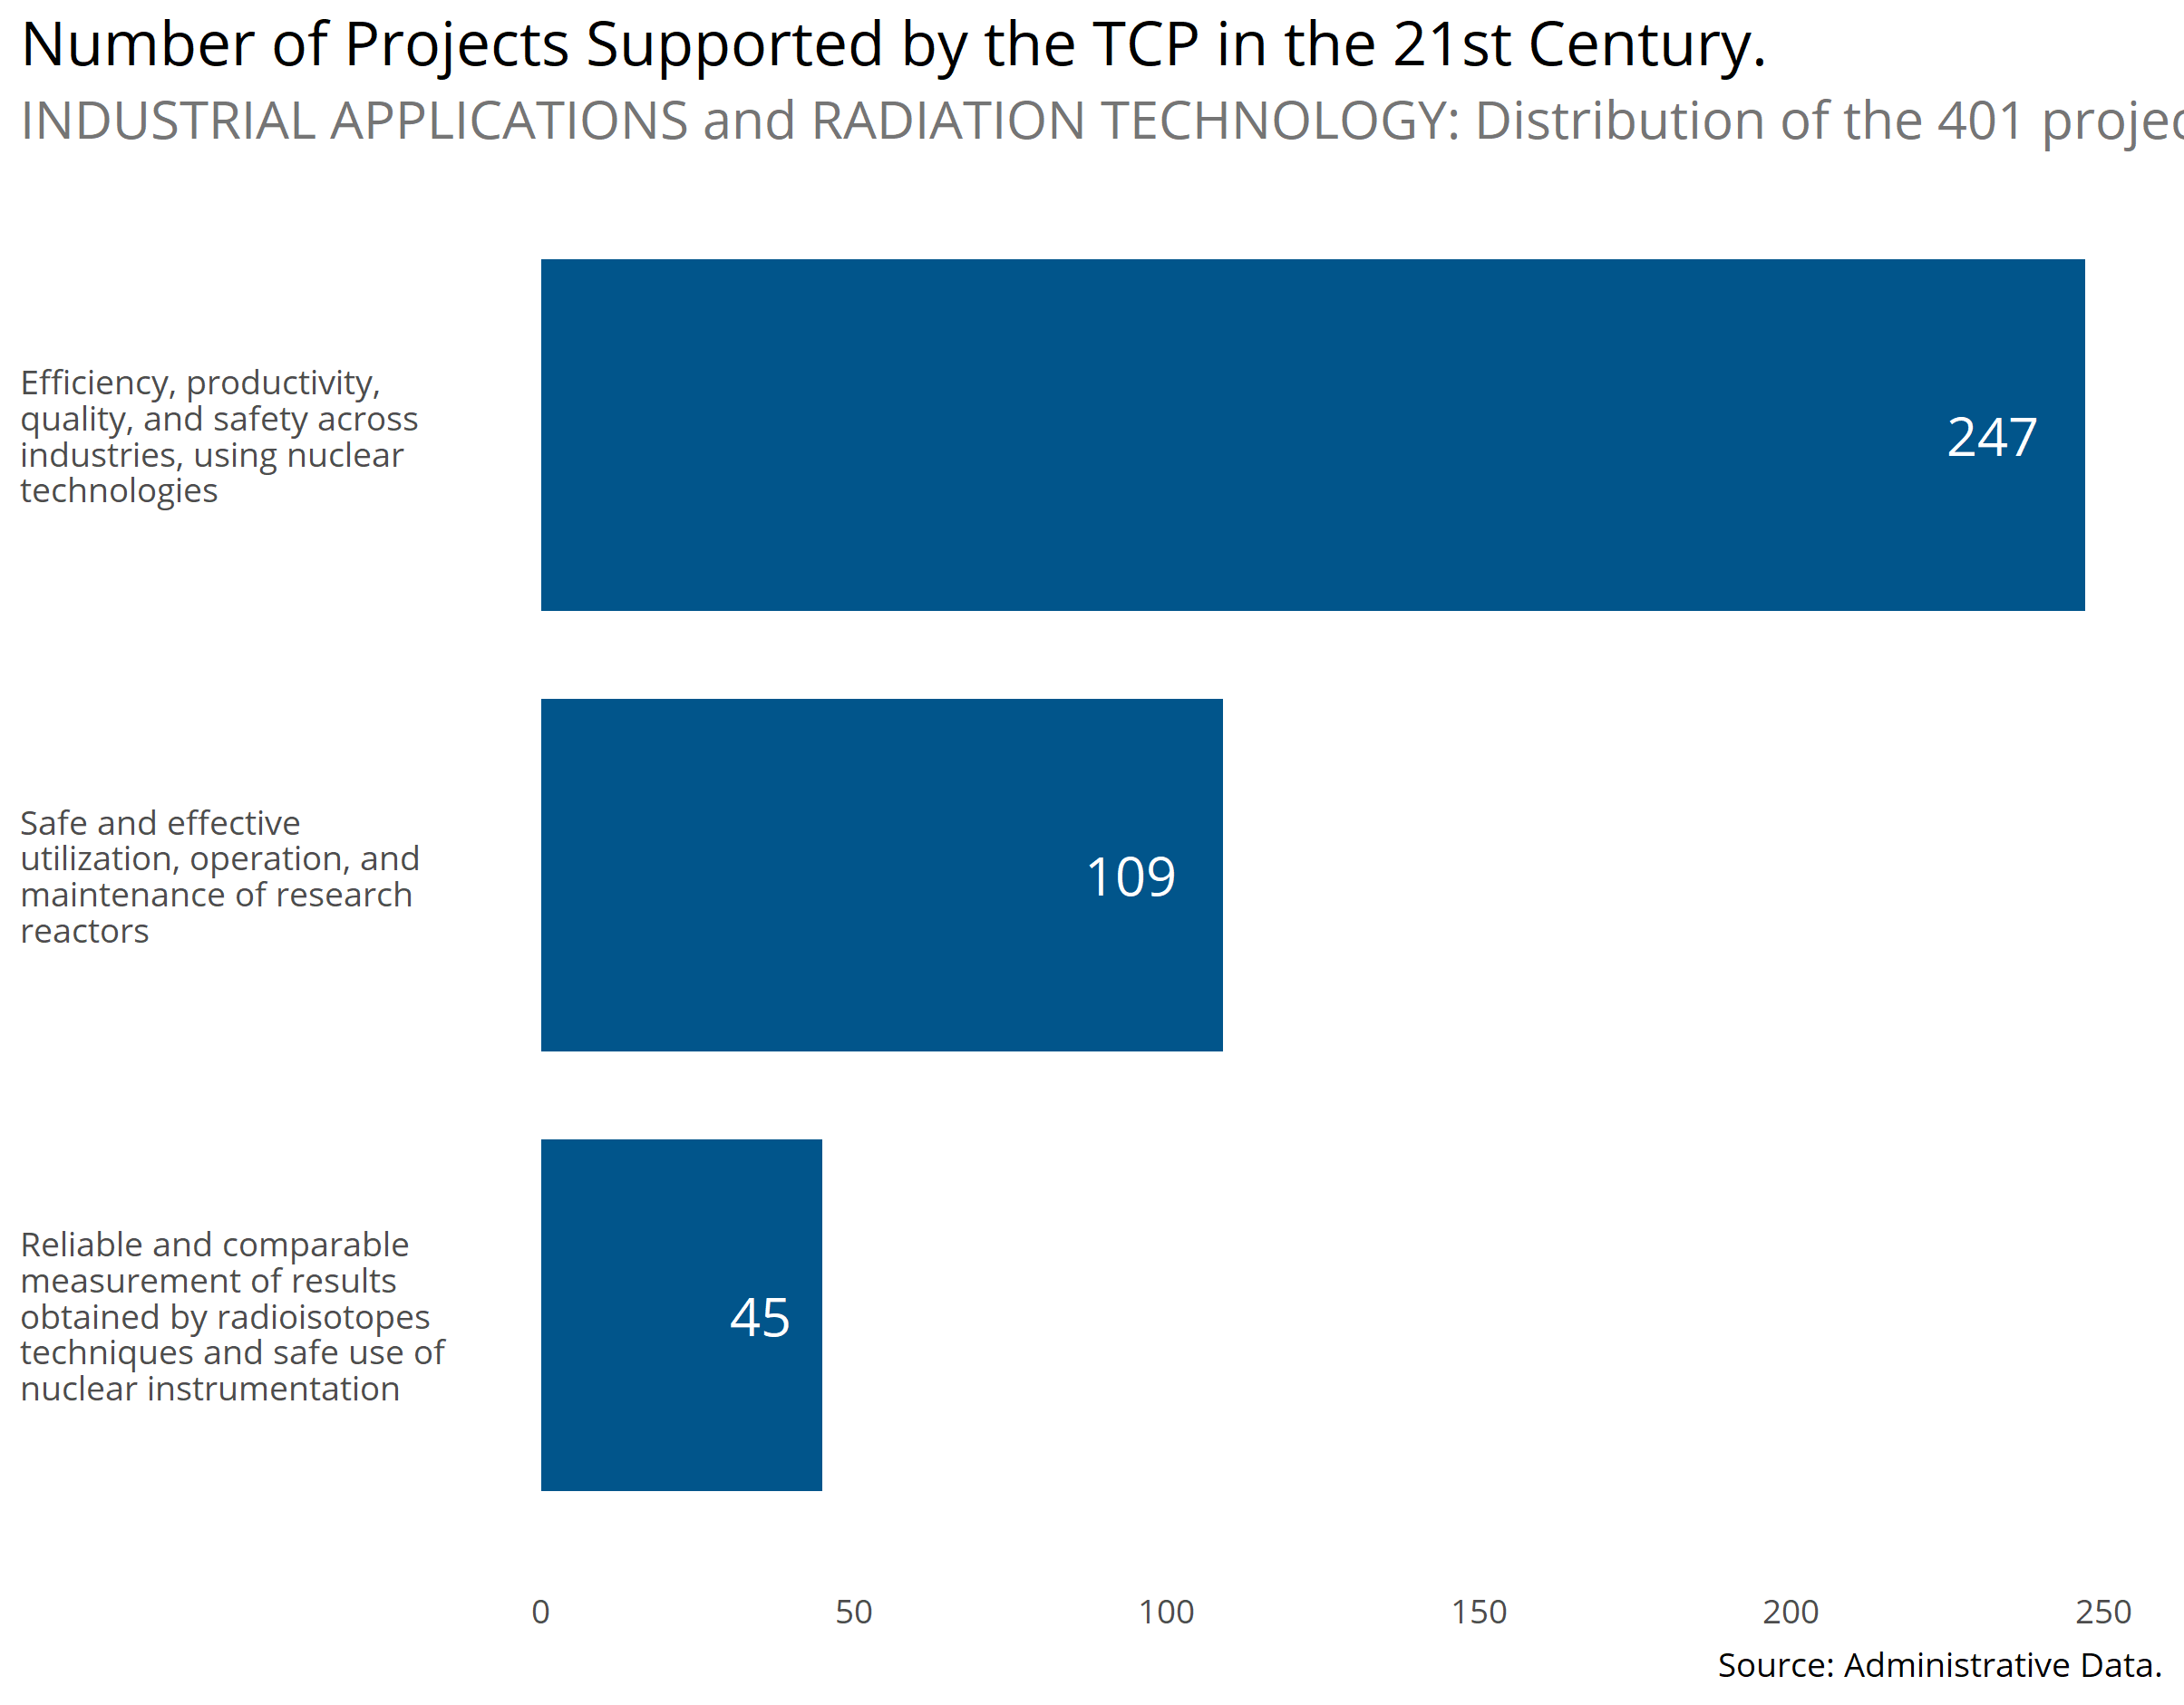 Number of Projects Supported by the TCP in the 21st Century.
INDUSTRIAL APPLICATIONS and RADIATION TECHNOLOGY: Distribution of the 401
Efficiency, productivity,
quality, and safety across
industries, using nuclear
technologies
247
Safe and effective
utilization, operation, and
maintenance of research
reactors
109
Reliable and comparable
measurement of results
obtained by radioisotopes
techniques and safe use of
nuclear instrumentation
45
0 50 100 150 200 250
Source: Administrative Data.